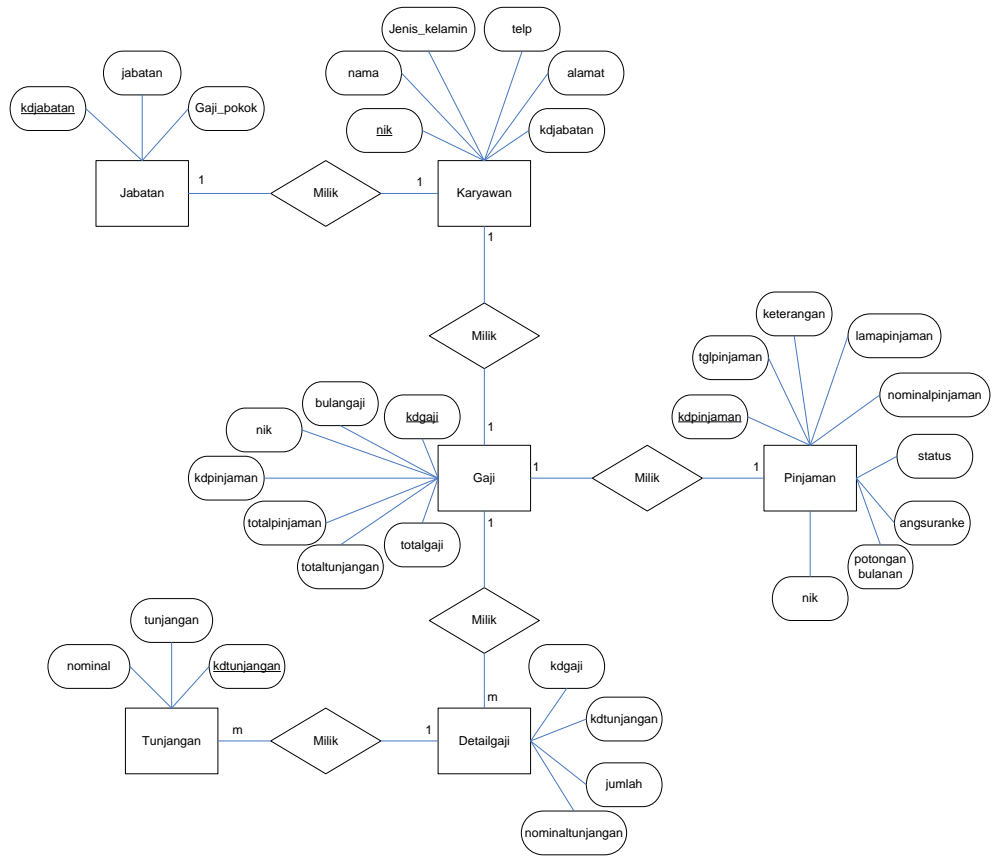 Jenis_kelamin
telp
jabatan
nama
alamat
kdjabatan
Gaji_pokok
nik
kdjabatan
Jabatan
1
Milik
1
Karyawan
1
Milik
keterangan
lamapinjaman
tglpinjaman
nominalpinjaman
bulangaji
kdgaji
kdpinjaman
nik
1
status
kdpinjaman
Gaji
1
Milik
1
Pinjaman
totalpinjaman
1
angsuranke
totalgaji
totaltunjangan
potongan
bulanan
nik
tunjangan
Milik
nominal
kdtunjangan
kdgaji
m
kdtunjangan
Tunjangan
m
Milik
1
Detailgaji
jumlah
nominaltunjangan